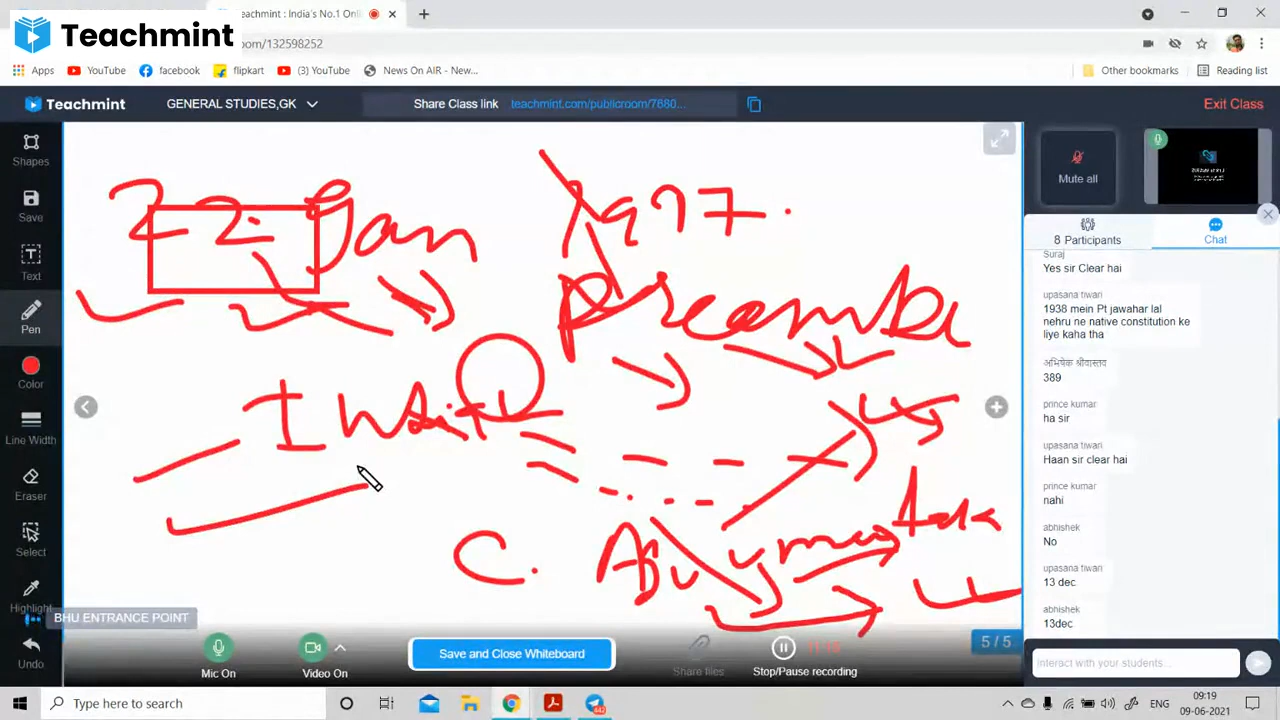 Teachmint : India's No.1 Onli
Teachmint
oom/132598252
Apps
YouTube
facebook
flipkart
(3) YouTube
News On AIR - New...
Other bookmarks
Reading list
Teachmint
GENERAL STUDIES,GK
Share Class link
teachmint.com/publicroom/7680...
Exit Class
Shapes
Save
Text
Pen
Color
Line Width
Eraser
Select
Highlight
Undo
22 Jan
Mute all
8 Participants
Chat
Suraj
Yes sir Clear hai
upasana tiwari
1938 mein Pt jawahar lal
nehru ne native constitution ke
liye kaha tha
अभिषेक श्रीवास्तव
389
prince kumar
ha sir
upasana tiwari
Haan sir clear hai
prince kumar
nahi
abhishek
No
upasana tiwari
13 dec
abhishek
13dec
BHU ENTRANCE POINT
Mic On
Video On
Save and Close Whiteboard
Share files
Stop/Pause recording
5 / 5
Interact with your students...
Type here to search
ENG
09:19
09-06-2021